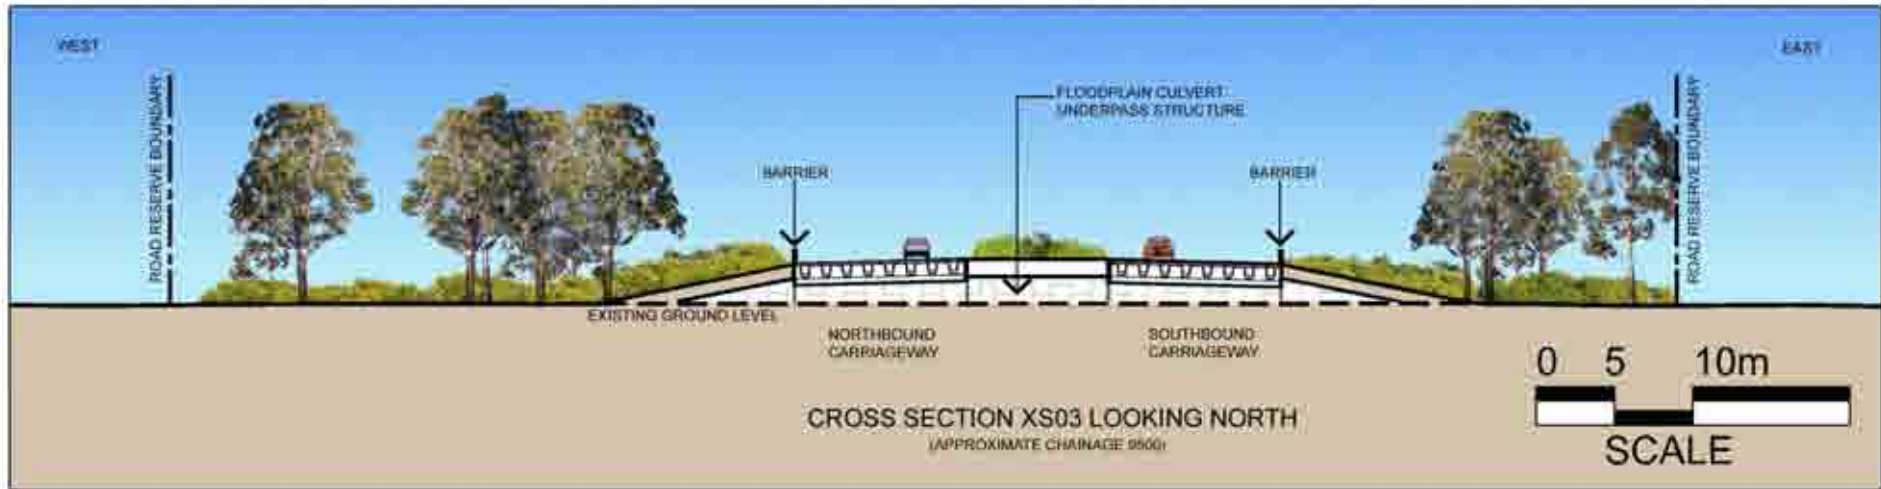 WEST
EAST
ROAD RESERVE BOUNDARY
FLOODPLAIN CULVERT
UNDERPASS STRUCTURE
ROAD RESERVE BOUNDARY
BARRIER
BARRIER
EXISTING GROUND LEVEL
NORTHBOUND
CARRIAGEWAY
SOUTHBOUND
CARRIAGEWAY
0 5 10m
SCALE
CROSS SECTION XS03 LOOKING NORTH
(APPROXIMATE CHAINAGE 9500)